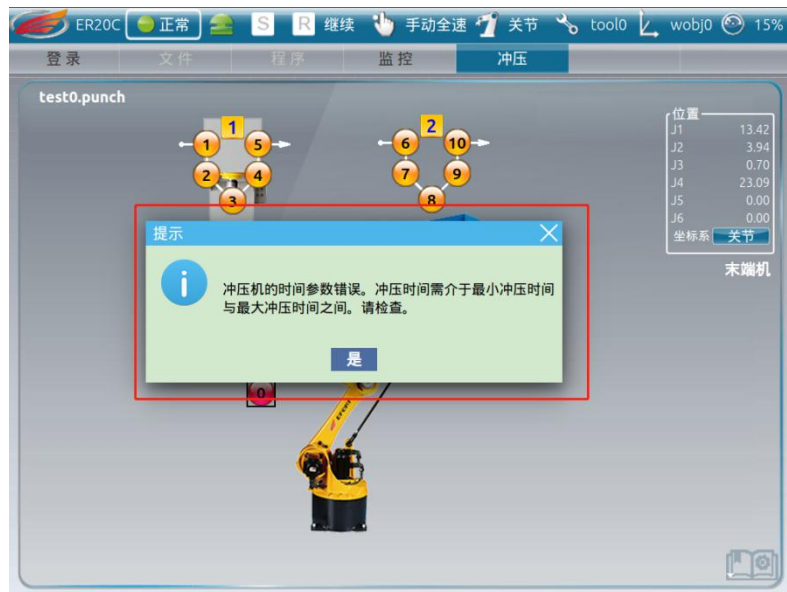 ER20C 正常 S R 继续 手动全速 关节 tool0 wobj0 15%
登录 文件 程序 监控 冲压
test0.punch
1
2
1
5
6
10
2
4
7
9
3
8
位置
J1 13.42
J2 3.94
J3 0.70
J4 23.09
J5 0.00
J6 0.00
坐标系 关节
末端机
提示
冲压机的时间参数错误。冲压时间需介于最小冲压时间
与最大冲压时间之间。请检查。
是
0